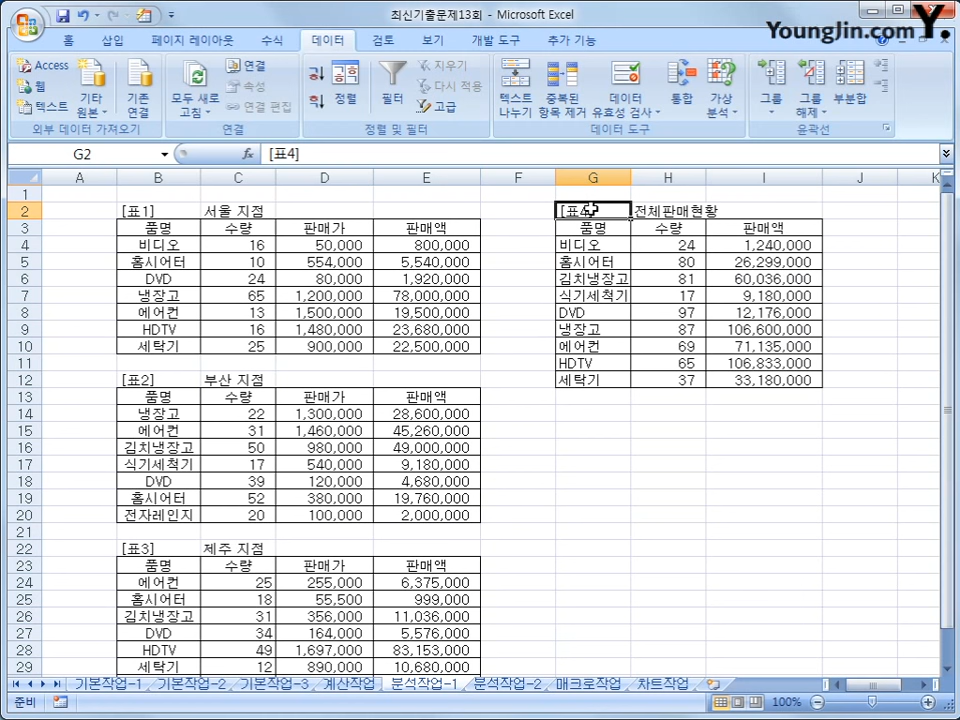 최신기출문제13회 - Microsoft Excel
YoungJin.com Y.
홈 삽입 페이지 레이아웃 수식 데이터 검토 보기 개발 도구 추가 기능
Access 웹 텍스트 기타 원본 기존 연결
외부 데이터 가져오기
모두 새로 고침 연결 속성 연결 편집
연결
정렬 필터 지우기 다시 적용 고급
정렬 및 필터
텍스트 나누기 중복된 항목 제거 데이터 유효성 검사 통합 가상 분석
데이터 도구
그룹 그룹 해제 부분합
윤곽선
G2 fx [표4]
A B C D E F G H I J K
1
2 [표1] 서울 지점 [표4 전체판매현황
3 품명 수량 판매가 판매액 품명 수량 판매액
4 비디오 16 50,000 800,000 비디오 24 1,240,000
5 홈시어터 10 554,000 5,540,000 홈시어터 80 26,299,000
6 DVD 24 80,000 1,920,000 김치냉장고 81 60,036,000
7 냉장고 65 1,200,000 78,000,000 식기세척기 17 9,180,000
8 에어컨 13 1,500,000 19,500,000 DVD 97 12,176,000
9 HDTV 16 1,480,000 23,680,000 냉장고 87 106,600,000
10 세탁기 25 900,000 22,500,000 에어컨 69 71,135,000
11 HDTV 65 106,833,000
12 [표2] 부산 지점 세탁기 37 33,180,000
13 품명 수량 판매가 판매액
14 냉장고 22 1,300,000 28,600,000
15 에어컨 31 1,460,000 45,260,000
16 김치냉장고 50 980,000 49,000,000
17 식기세척기 17 540,000 9,180,000
18 DVD 39 120,000 4,680,000
19 홈시어터 52 380,000 19,760,000
20 전자레인지 20 100,000 2,000,000
21
22 [표3] 제주 지점
23 품명 수량 판매가 판매액
24 에어컨 25 255,000 6,375,000
25 홈시어터 18 55,500 999,000
26 김치냉장고 31 356,000 11,036,000
27 DVD 34 164,000 5,576,000
28 HDTV 49 1,697,000 83,153,000
29 세탁기 12 890,000 10,680,000
기본작업-1 기본작업-2 기본작업-3 계산작업 분석작업-1 분석작업-2 매크로작업 차트작업
준비 100%